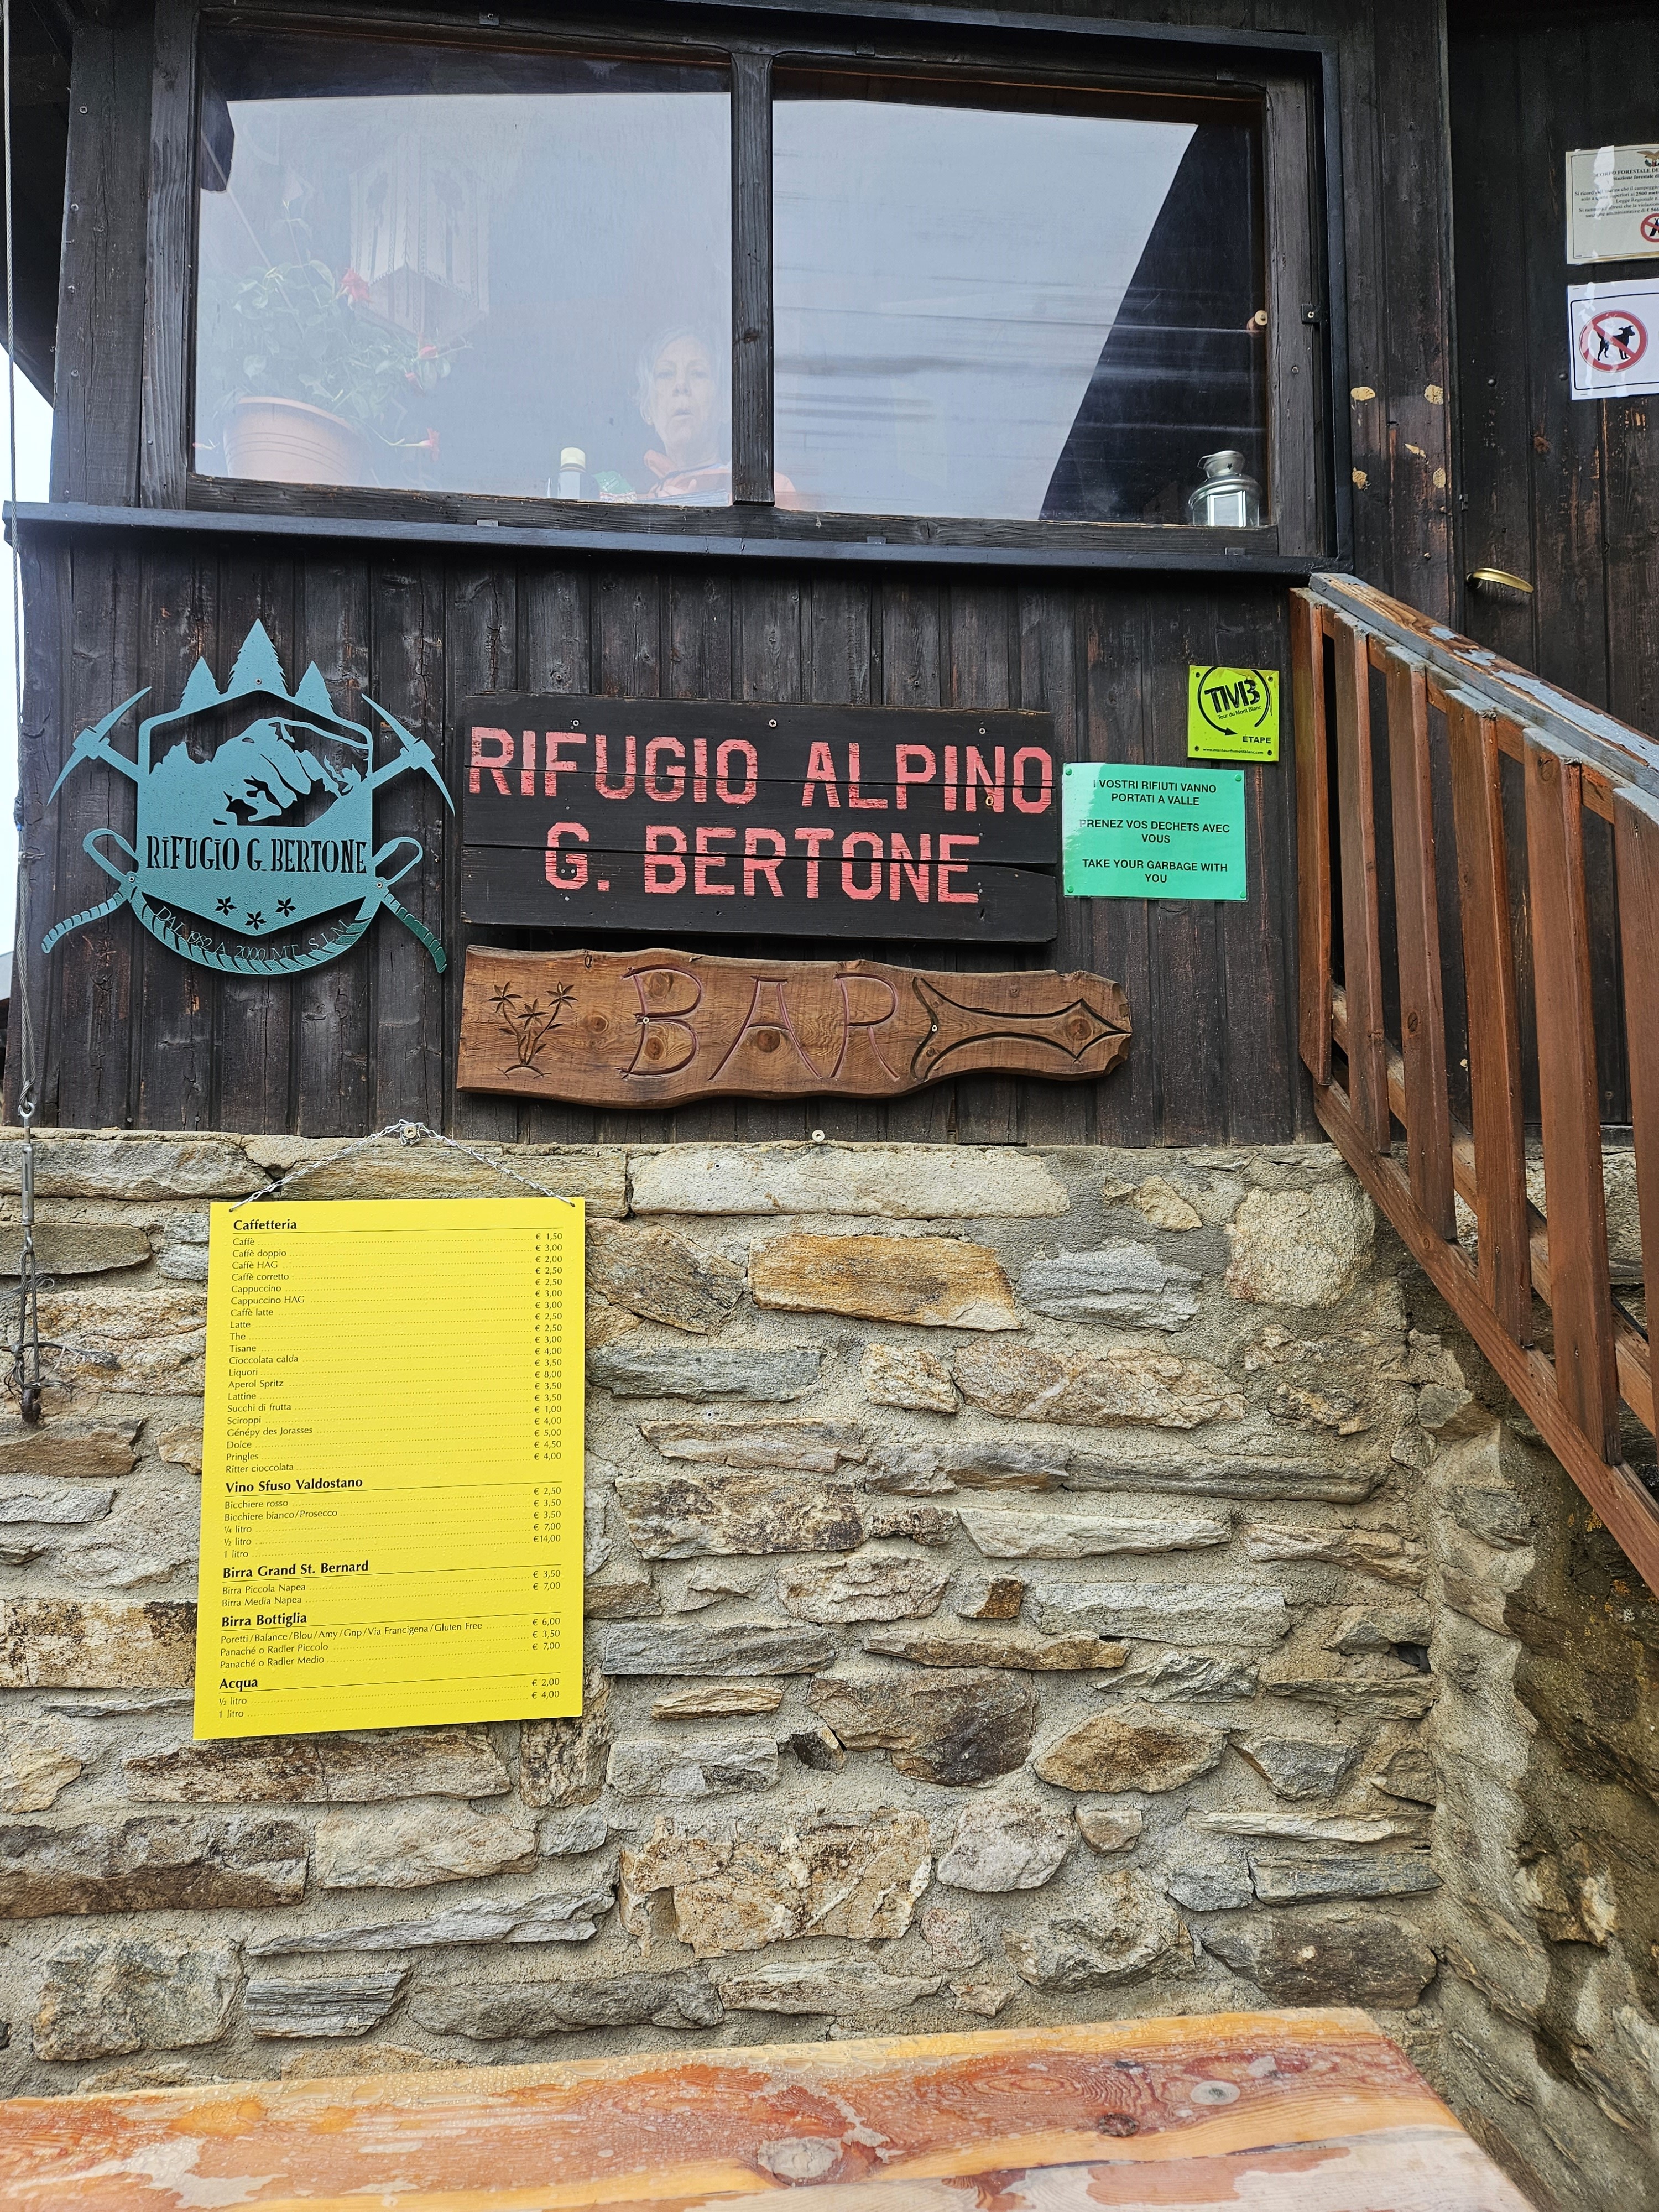 CORPO FORESTALE DE
TMB
Tour du Mont Blanc
ETAPE
www.montourdumontblanc.com
RIFUGIO ALPINO
G. BERTONE
I VOSTRI RIFIUTI VANNO
PORTATI A VALLE
PRENEZ VOS DECHETS AVEC
VOUS
TAKE YOUR GARBAGE WITH
YOU
RIFUGIO G. BERTONE
DAL 1982 A 2000 MT. S.L.M.
BAR
Caffetteria
Caffè € 1,50
Caffè doppio € 3,00
Caffè HAG € 2,00
Caffè corretto € 2,50
Cappuccino € 2,50
Cappuccino HAG € 3,00
Caffè latte € 3,00
Latte € 2,50
The € 2,50
Tisane € 3,00
Cioccolata calda € 4,00
Liquori € 3,50
Aperol Spritz € 8,00
Lattine € 3,50
Succhi di frutta € 3,50
Sciroppi € 1,00
Génépy des Jorasses € 4,00
Dolce € 5,00
Pringles € 4,50
Ritter cioccolata € 4,00
Vino Sfuso Valdostano
Bicchiere rosso € 2,50
Bicchiere bianco/Prosecco € 3,50
¼ litro € 3,50
½ litro € 7,00
1 litro €14,00
Birra Grand St. Bernard
Birra Piccola Napea € 3,50
Birra Media Napea € 7,00
Birra Bottiglia
Poretti/Balance/Blou/Amy/Gnp/Via Francigena/Gluten Free € 6,00
Panaché o Radler Piccolo € 3,50
Panaché o Radler Medio € 7,00
Acqua
½ litro € 2,00
1 litro € 4,00